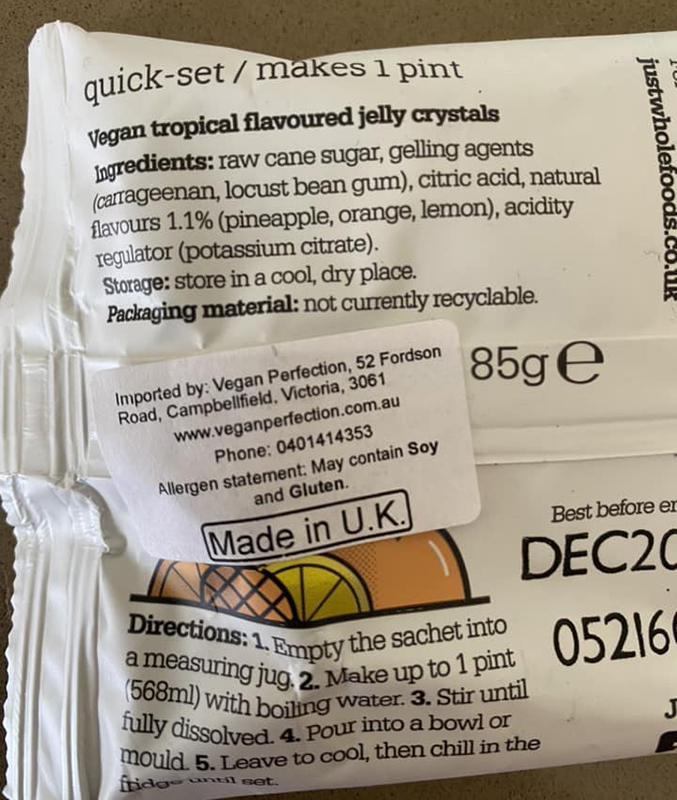 quick-set / makes 1 pint
Vegan tropical flavoured jelly crystals
Ingredients: raw cane sugar, gelling agents
(carrageenan, locust bean gum), citric acid, natural
flavours 1.1% (pineapple, orange, lemon), acidity
regulator (potassium citrate).
Storage: store in a cool, dry place.
Packaging material: not currently recyclable.
justwholefoods.co.uk
85g e
Imported by: Vegan Perfection, 52 Fordson
Road, Campbellfield, Victoria, 3061
www.veganperfection.com.au
Phone: 0401414353
Allergen statement: May contain Soy
and Gluten.
Made in U.K.
Best before
DEC20
05216
Directions: 1. Empty the sachet into
a measuring jug. 2. Make up to 1 pint
(568ml) with boiling water. 3. Stir until
fully dissolved. 4. Pour into a bowl or
mould. 5. Leave to cool, then chill in the
fridge until set.